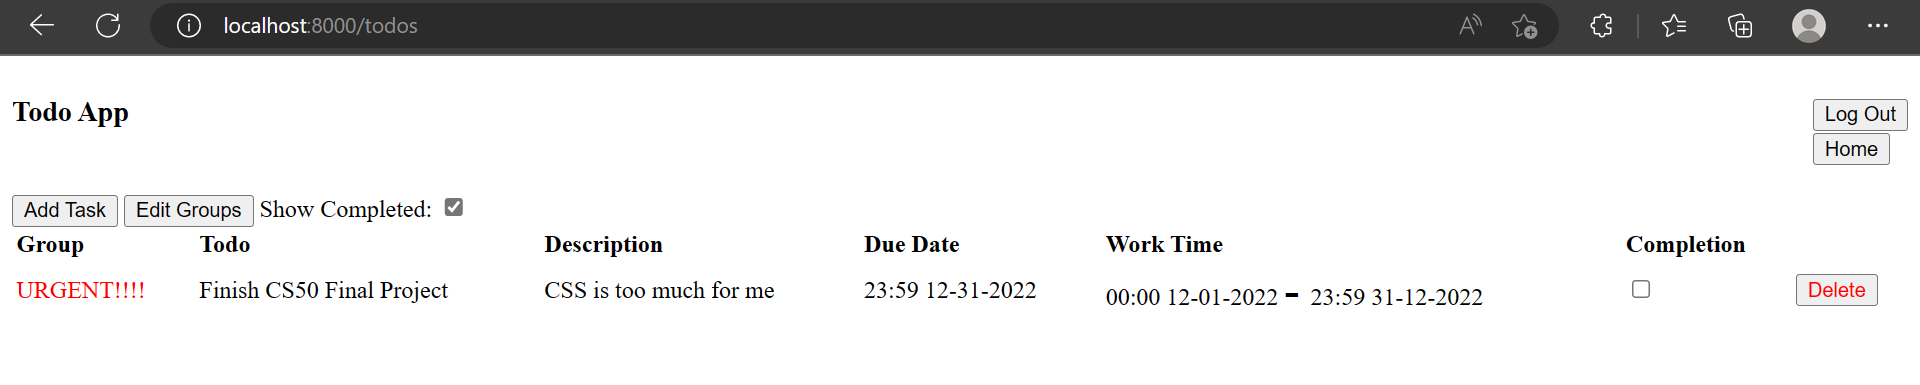 localhost:8000/todos
Todo App
Log Out
Home
Add Task Edit Groups Show Completed:
Group Todo Description Due Date Work Time Completion
URGENT!!!! Finish CS50 Final Project CSS is too much for me 23:59 12-31-2022 00:00 12-01-2022 - 23:59 31-12-2022 Delete